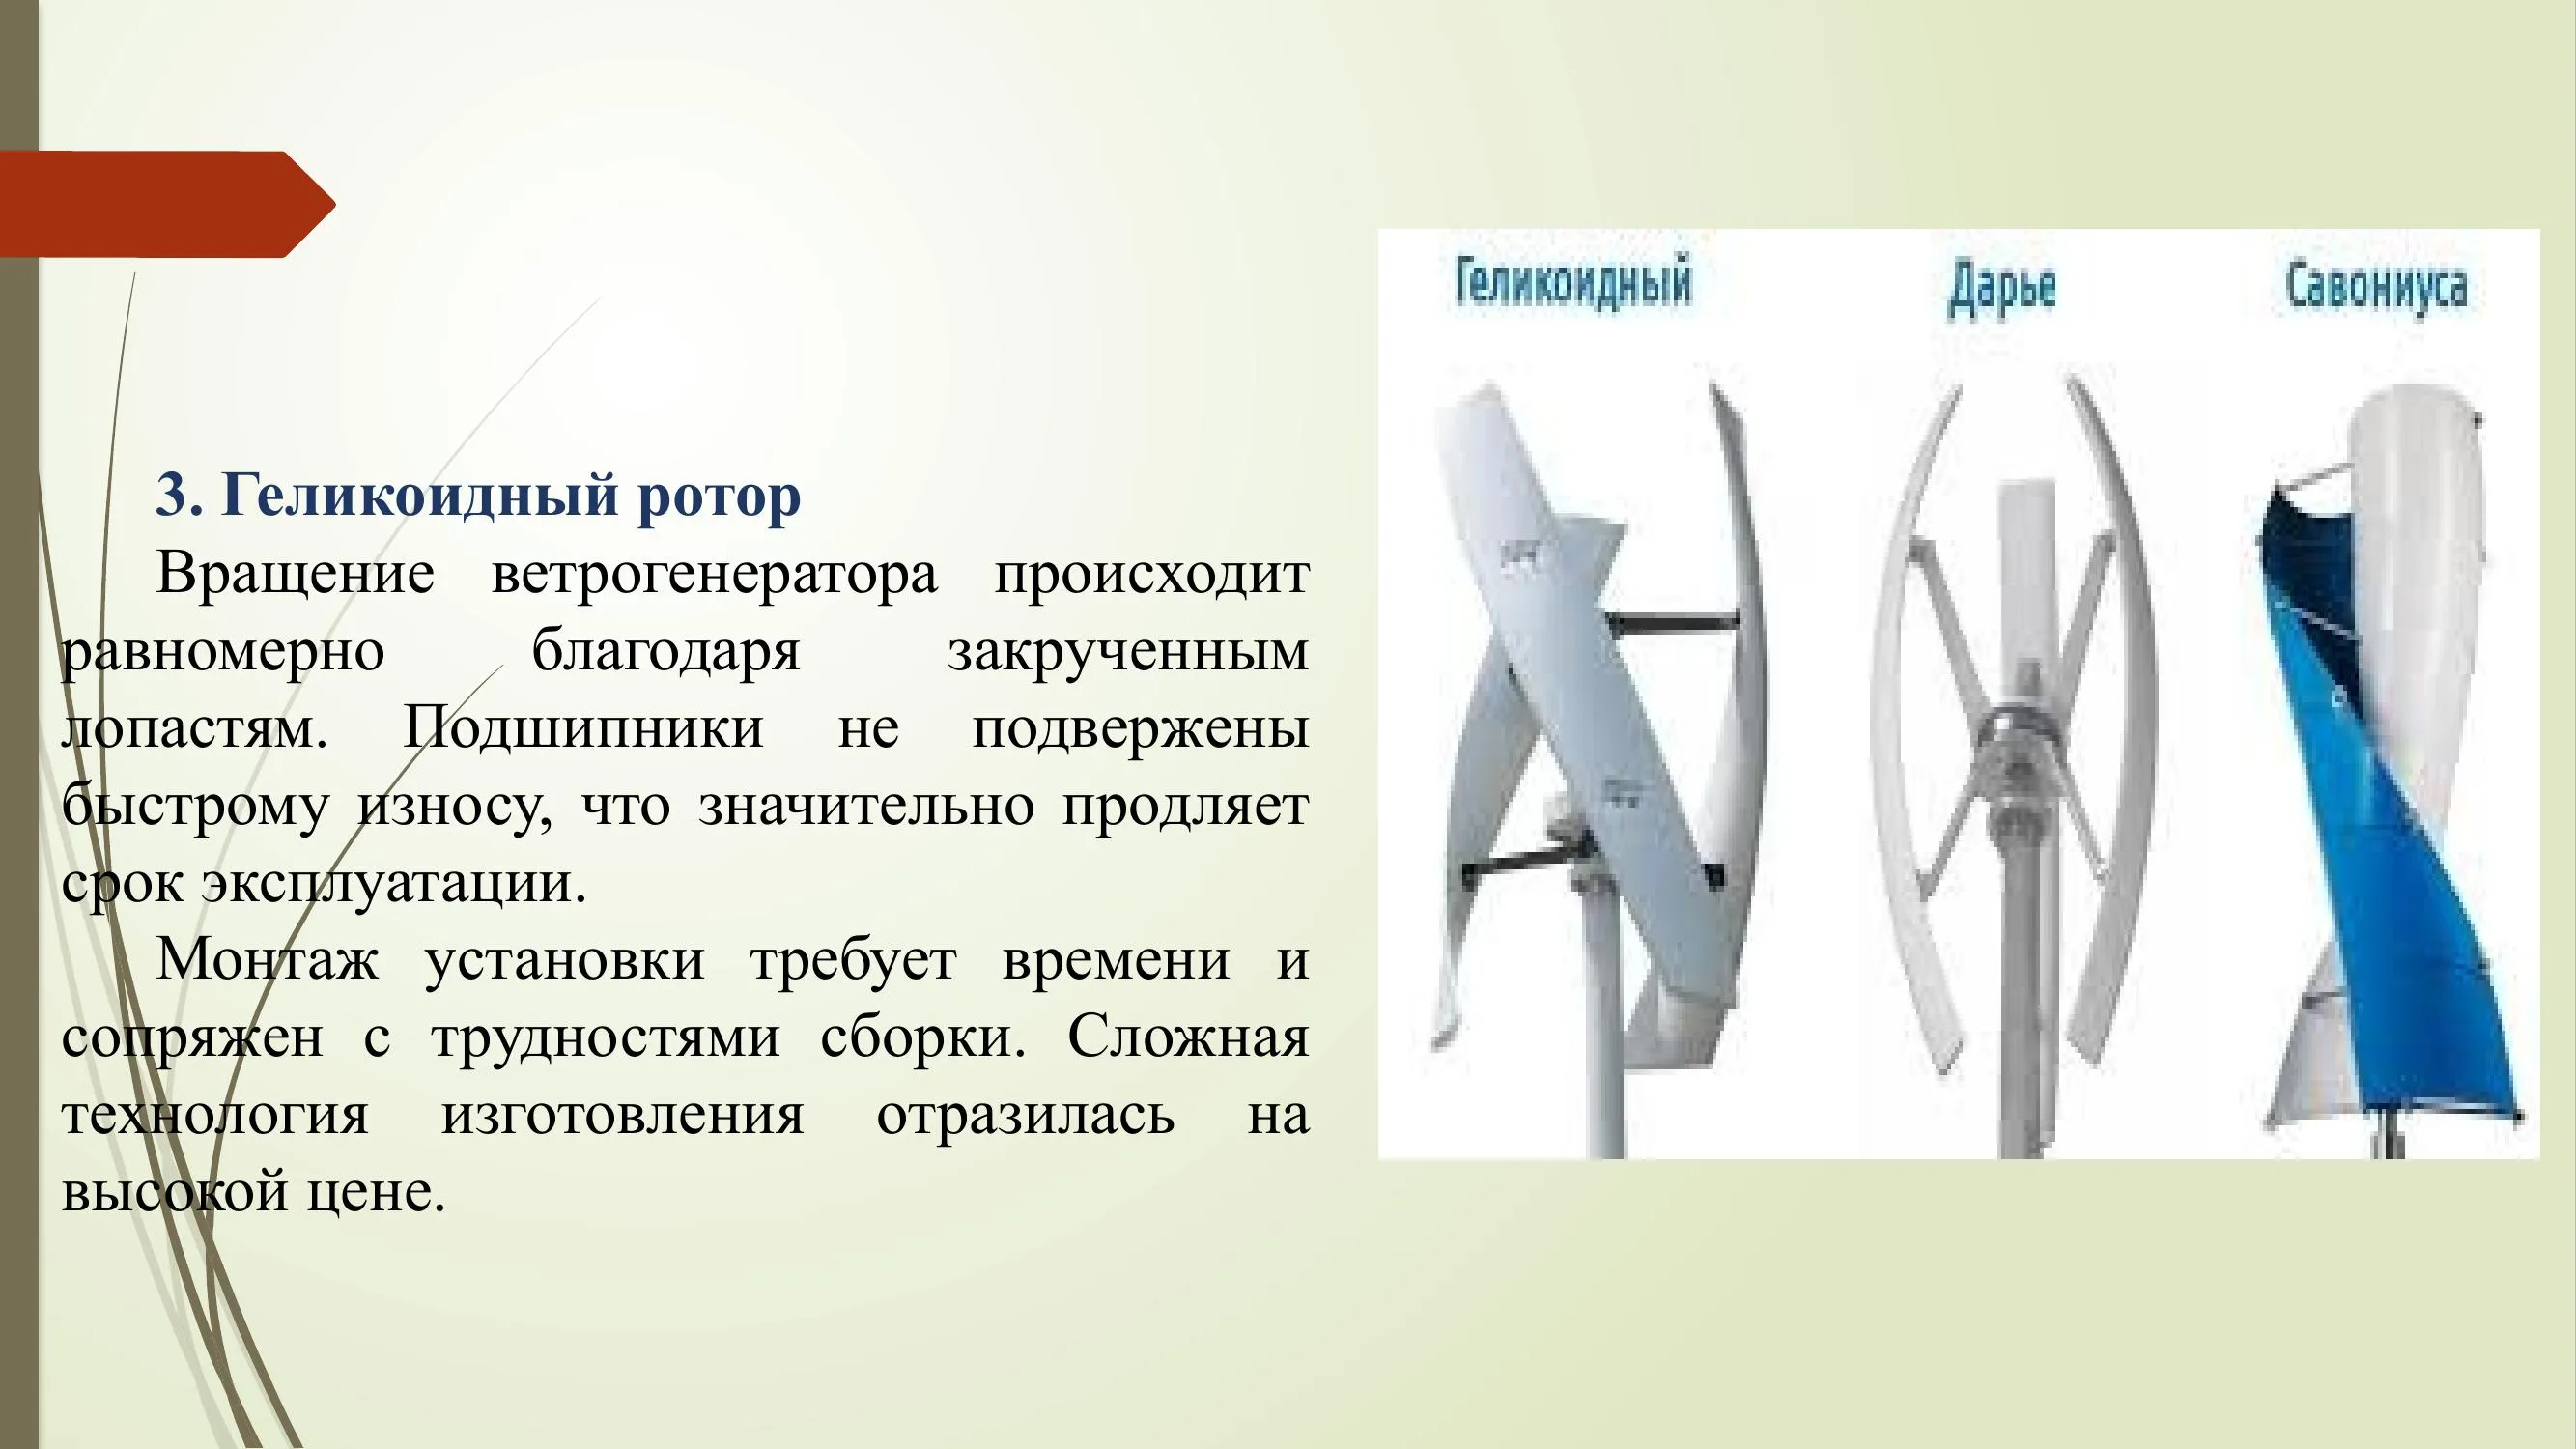 3. Геликоидный ротор
Вращение ветрогенератора происходит
равномерно благодаря закрученным
лопастям. Подшипники не подвержены
быстрому износу, что значительно продляет
срок эксплуатации.
Монтаж установки требует времени и
сопряжен с трудностями сборки. Сложная
технология изготовления отразилась на
высокой цене.
Геликоидный
Дарье
Савониуса